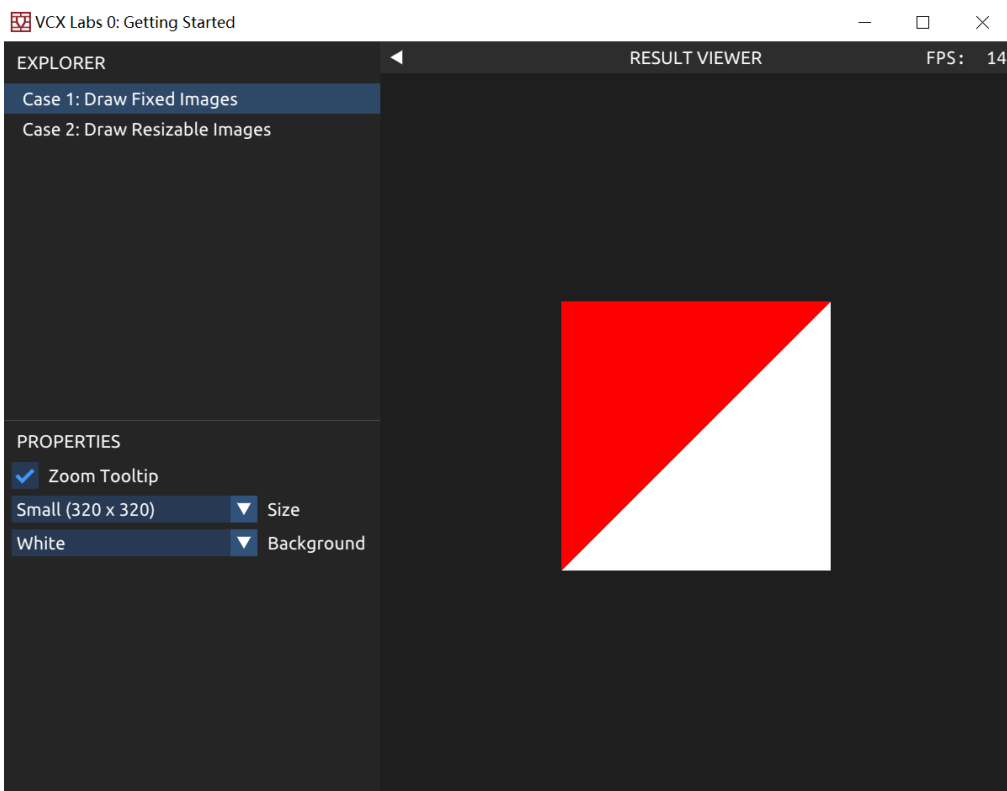 VCX Labs 0: Getting Started
EXPLORER
Case 1: Draw Fixed Images
Case 2: Draw Resizable Images
RESULT VIEWER
FPS: 14
PROPERTIES
Zoom Tooltip
Small (320 x 320) Size
White Background